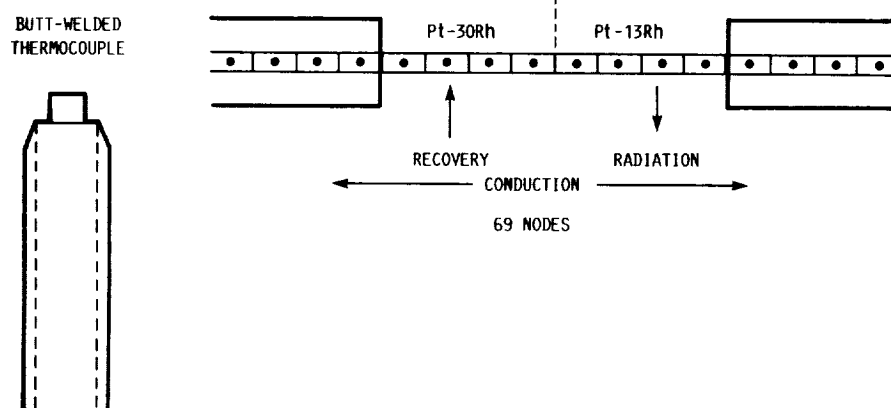 BUTT-WELDED
THERMOCOUPLE
Pt-30Rh
Pt-13Rh
RECOVERY
RADIATION
CONDUCTION
69 NODES